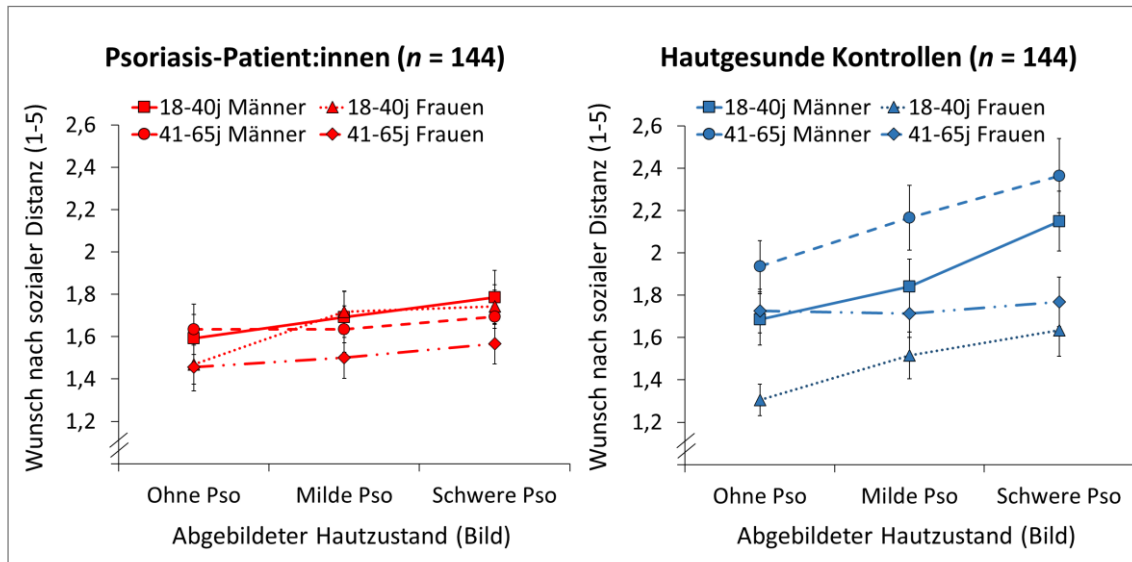 Psoriasis-Patient:innen (n = 144)
18-40j Männer
18-40j Frauen
41-65j Männer
41-65j Frauen
Wunsch nach sozialer Distanz (1-5)
2,6
2,4
2,2
2
1,8
1,6
1,4
1,2
Ohne Pso
Milde Pso
Schwere Pso
Abgebildeter Hautzustand (Bild)
Hautgesunde Kontrollen (n = 144)
18-40j Männer
18-40j Frauen
41-65j Männer
41-65j Frauen
Wunsch nach sozialer Distanz (1-5)
2,6
2,4
2,2
2
1,8
1,6
1,4
1,2
Ohne Pso
Milde Pso
Schwere Pso
Abgebildeter Hautzustand (Bild)